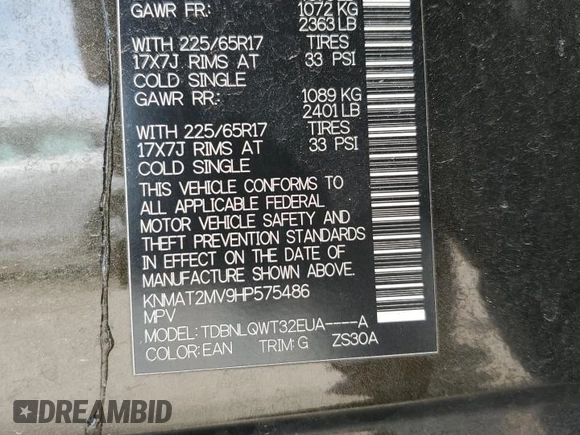 GAWR FR: 1072 KG
2363 LB
WITH 225/65R17 TIRES
17X7J RIMS AT 33 PSI
COLD SINGLE
GAWR RR: 1089 KG
2401 LB
WITH 225/65R17 TIRES
17X7J RIMS AT 33 PSI
COLD SINGLE
THIS VEHICLE CONFORMS TO
ALL APPLICABLE FEDERAL
MOTOR VEHICLE SAFETY AND
THEFT PREVENTION STANDARDS
IN EFFECT ON THE DATE OF
MANUFACTURE SHOWN ABOVE.
KNMAT2MV9HP575486
MPV
MODEL: TDBNLQWT32EUA----A
COLOR:EAN TRIM:G ZS30A
DREAMBID